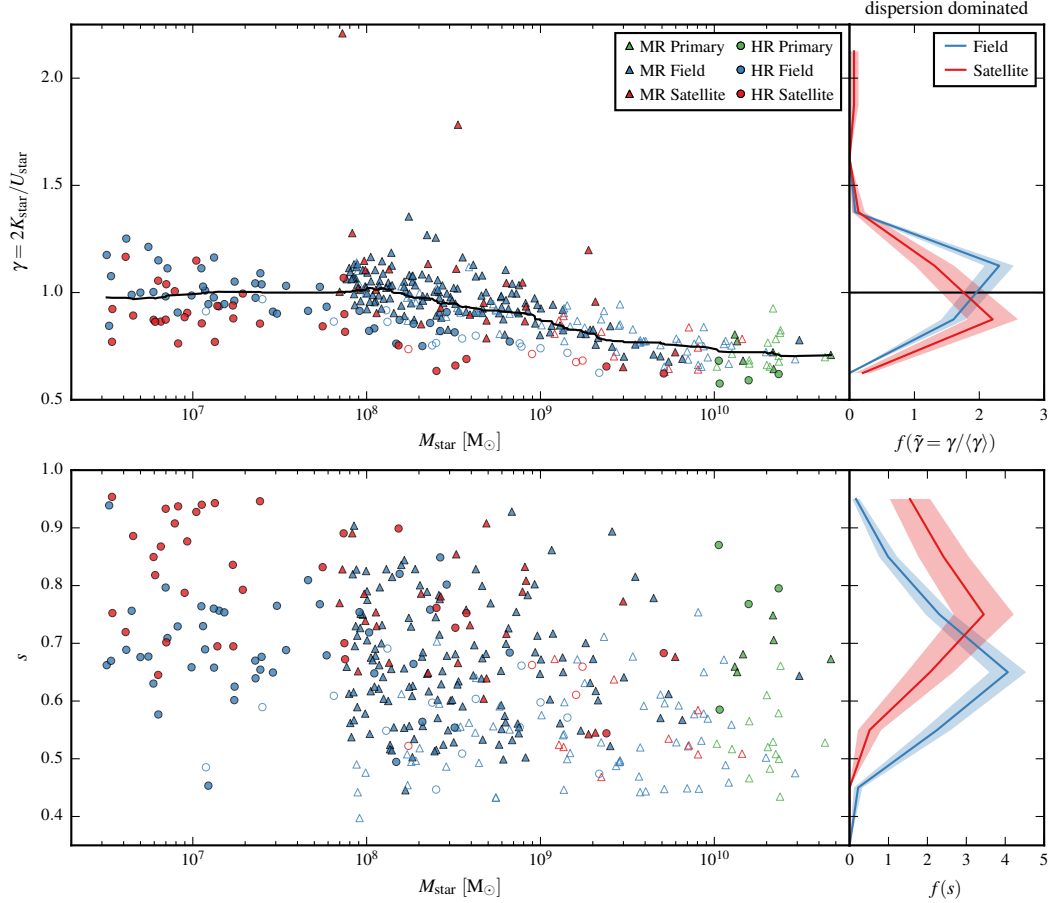 dispersion dominated
2.0
1.5
1.0
0.5
γ = 2K_star/U_star
MR Primary HR Primary
MR Field HR Field
MR Satellite HR Satellite
Field
Satellite
10^7 10^8 10^9 10^10
M_star [M_⊙]
0 1 2 3
f(γ̃ = γ/⟨γ⟩)
1.0
0.9
0.8
0.7
0.6
0.5
0.4
s
10^7 10^8 10^9 10^10
M_star [M_⊙]
0 1 2 3 4 5
f(s)